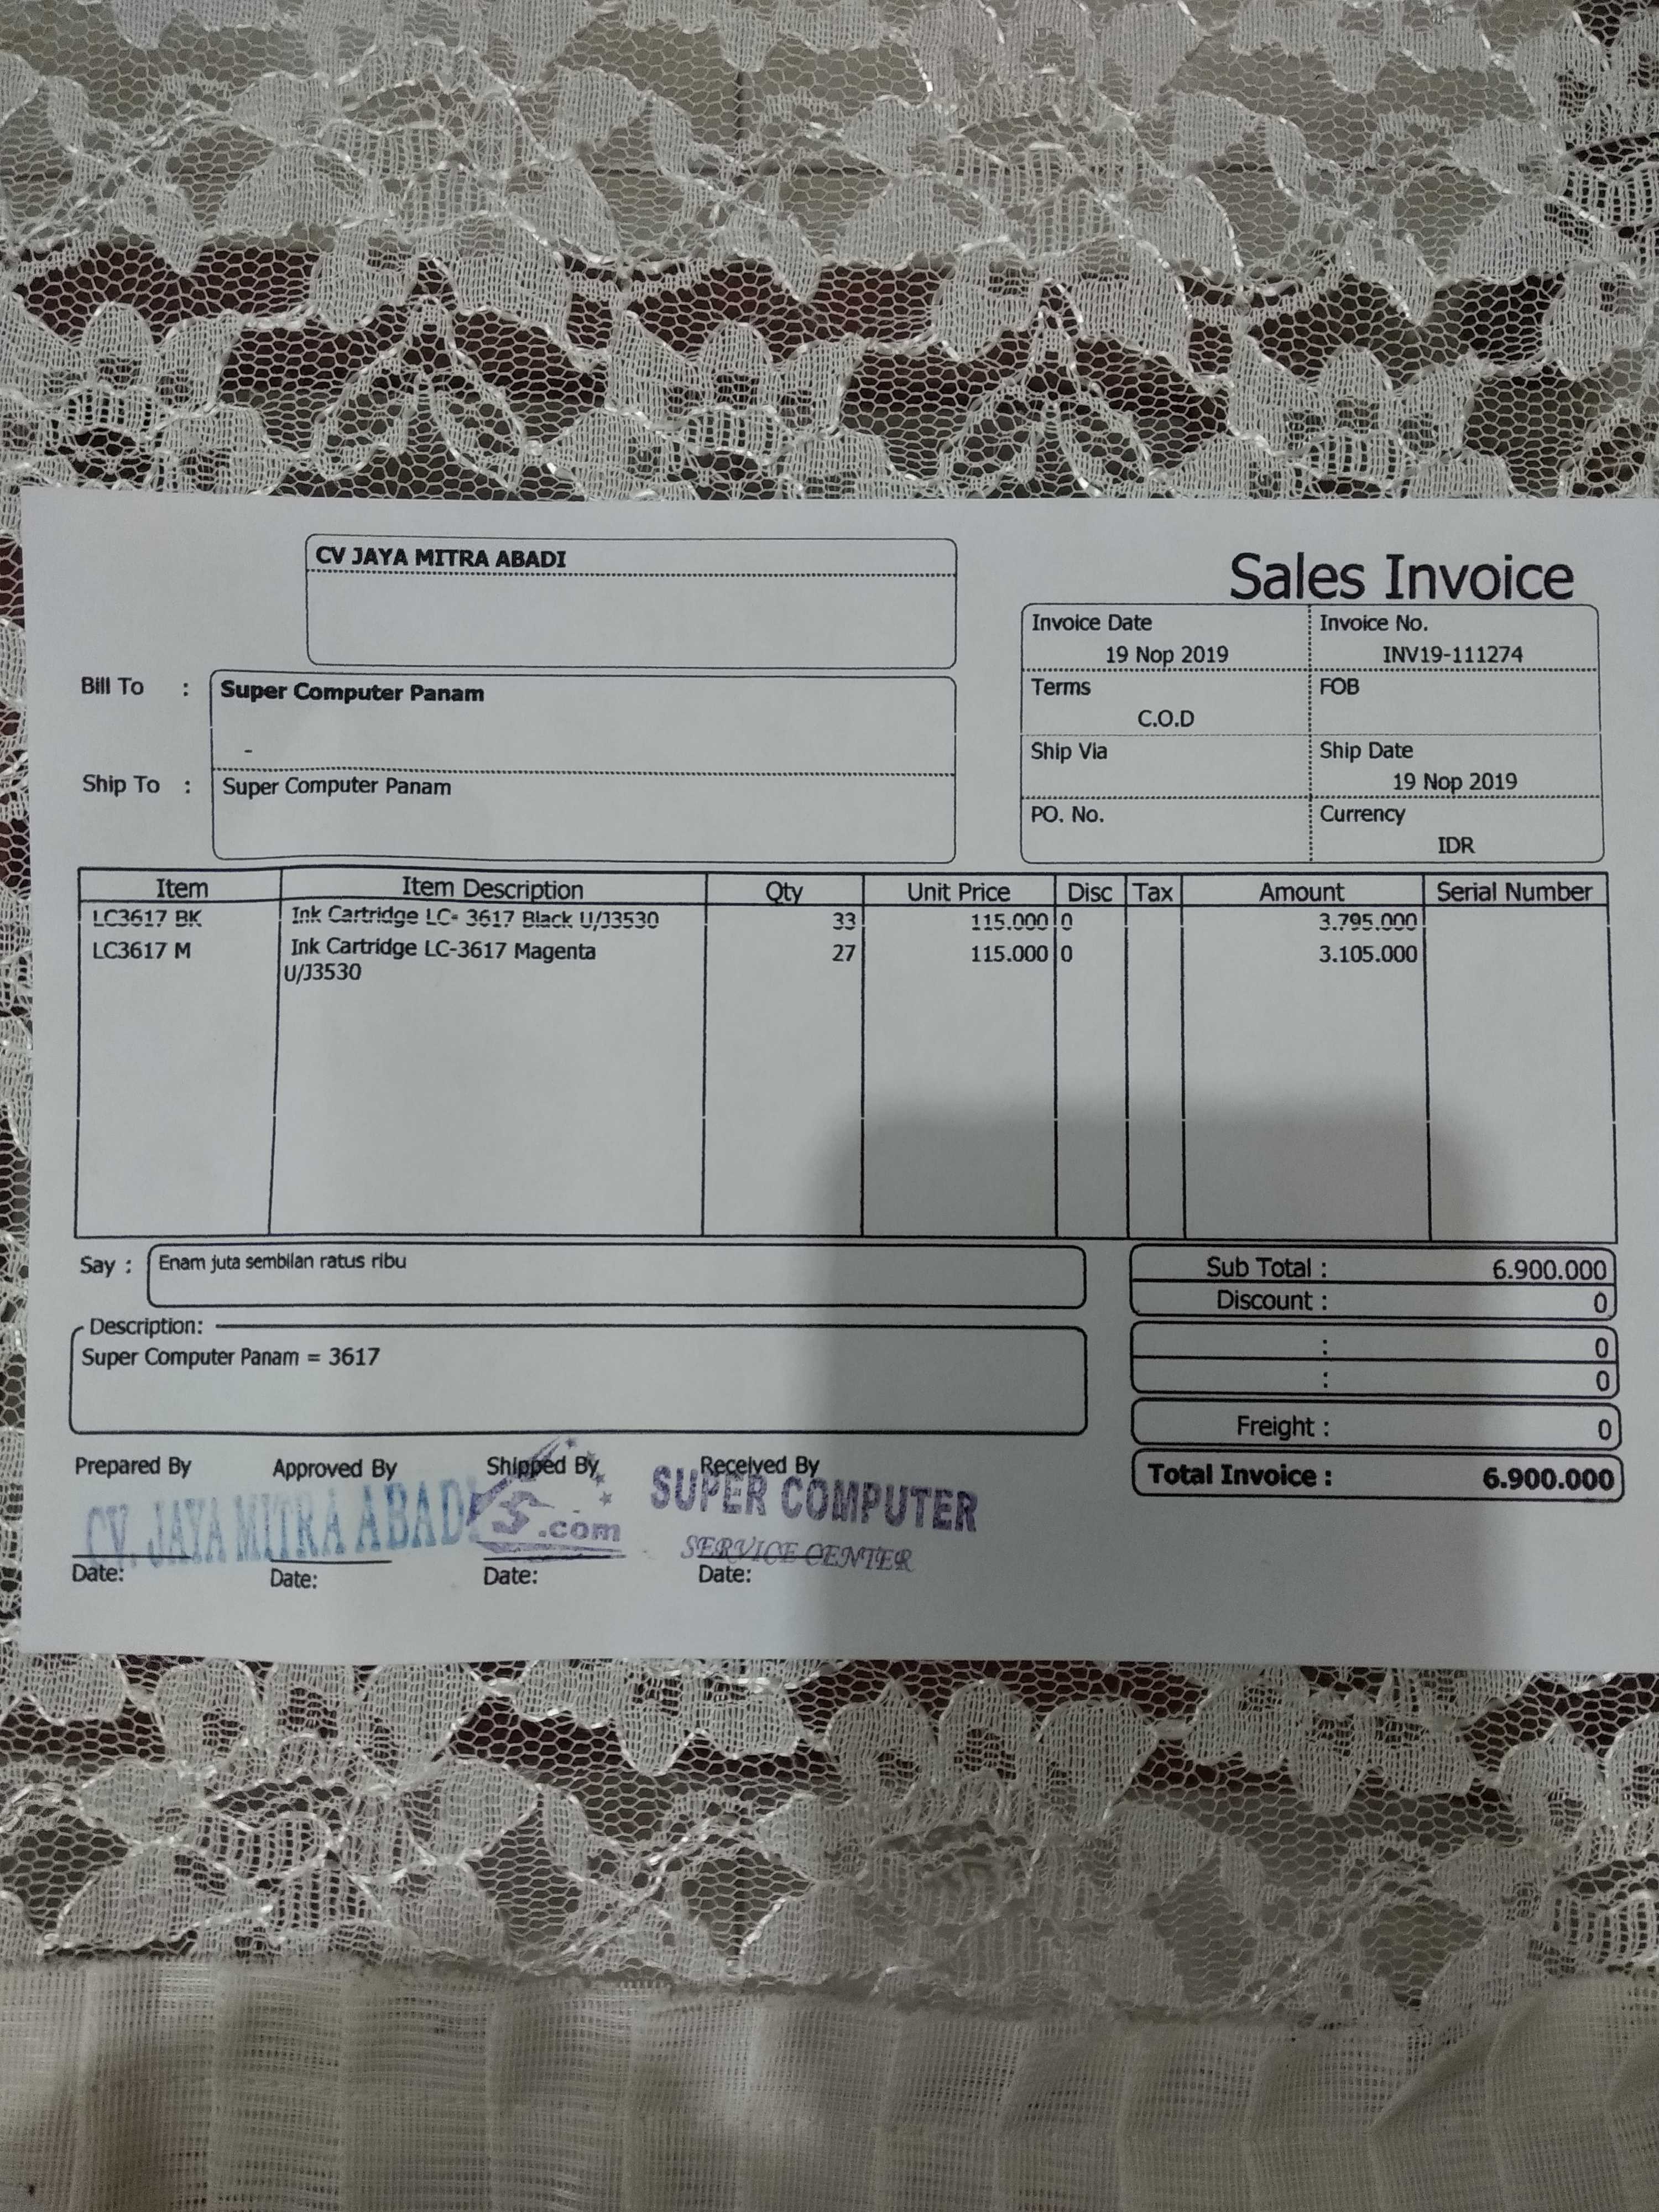 CV JAYA MITRA ABADI
Sales Invoice
Invoice Date
Invoice No.
19 Nop 2019
INV19-111274
Bill To :
Super Computer Panam
-
Terms
FOB
C.O.D
Ship Via
Ship Date
19 Nop 2019
Ship To :
Super Computer Panam
PO. No.
Currency
IDR
Item Item Description Qty Unit Price Disc Tax Amount Serial Number
LC3617 BK Ink Cartridge LC- 3617 Black U/J3530 33 115.000 0 3.795.000
LC3617 M Ink Cartridge LC-3617 Magenta 27 115.000 0 3.105.000
U/J3530
Say : Enam juta sembilan ratus ribu
Sub Total : 6.900.000
Discount : 0
: 0
: 0
Description:
Super Computer Panam = 3617
Freight : 0
Total Invoice : 6.900.000
Prepared By Approved By Shipped By Received By
CV. JAYA MITRA ABADI
S.com
SUPER COMPUTER
SERVICE CENTER
Date: Date: Date: Date: